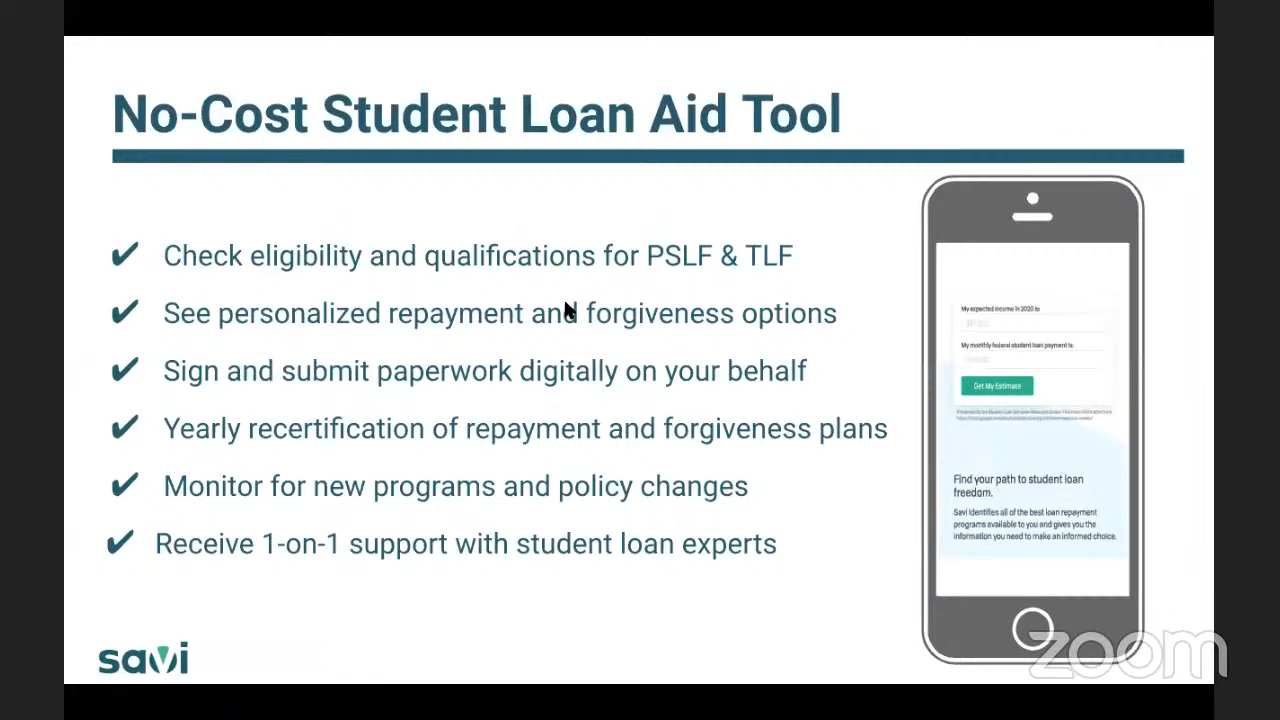 No-Cost Student Loan Aid Tool
✔ Check eligibility and qualifications for PSLF & TLF
✔ See personalized repayment and forgiveness options
✔ Sign and submit paperwork digitally on your behalf
✔ Yearly recertification of repayment and forgiveness plans
✔ Monitor for new programs and policy changes
✔ Receive 1-on-1 support with student loan experts
My expected income in 2020 is
My monthly federal student loan payment is
Get My Estimate
Find your path to student loan
freedom.
Savi identifies all of the best loan repayment
programs available to you and gives you the
information you need to make an informed choice.
savi
zoom